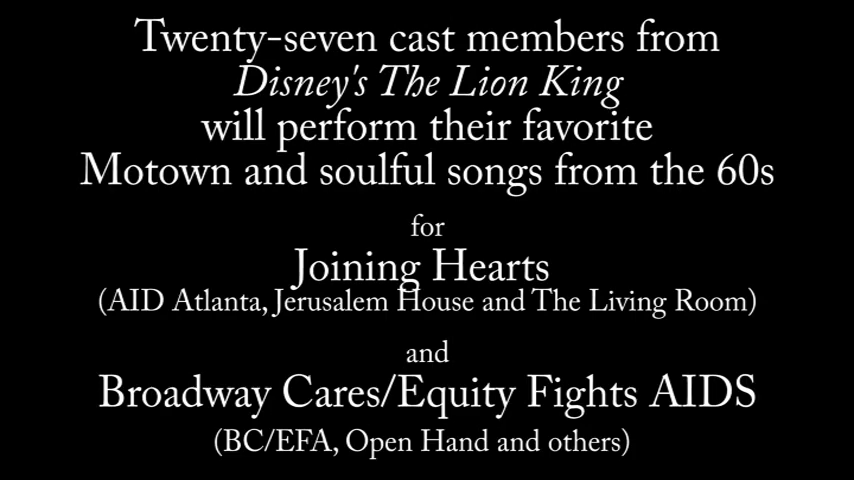 Twenty-seven cast members from
Disney's The Lion King
will perform their favorite
Motown and soulful songs from the 60s
for
Joining Hearts
(AID Atlanta, Jerusalem House and The Living Room)
and
Broadway Cares/Equity Fights AIDS
(BC/EFA, Open Hand and others)